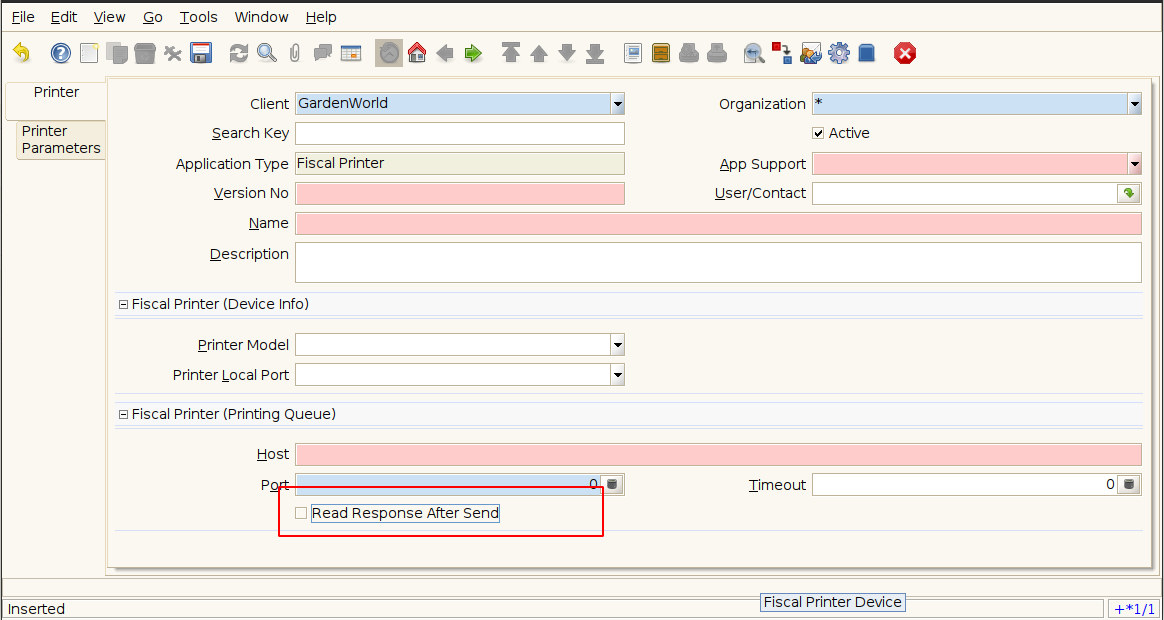 File Edit View Go Tools Window Help
Printer
Printer
Parameters
Client GardenWorld Organization *
Search Key Active
Application Type Fiscal Printer App Support
Version No User/Contact
Name
Description
Fiscal Printer (Device Info)
Printer Model
Printer Local Port
Fiscal Printer (Printing Queue)
Host
Port 0 Timeout 0
Read Response After Send
Fiscal Printer Device
Inserted +*1/1